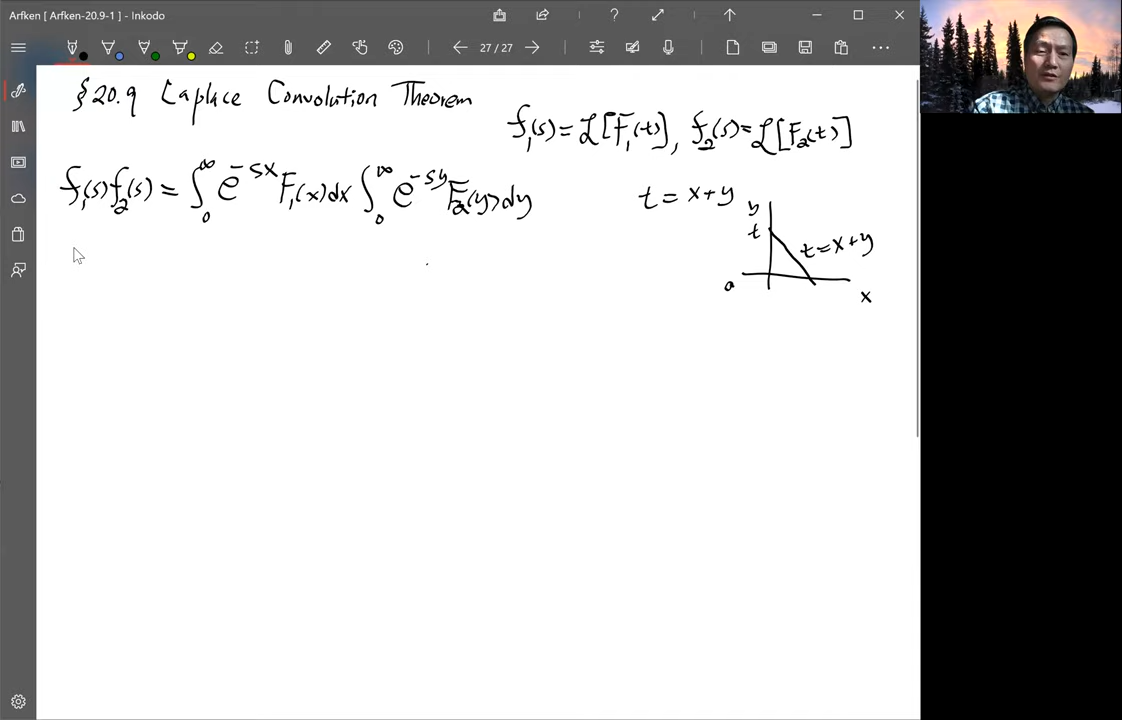 Arfken [ Arfken-20.9-1 ] - Inkodo
27 / 27
§ 20.9 Laplace Convolution Theorem
f₁(s) = ℒ[F₁(t)], f₂(s) = ℒ[F₂(t)]
f₁(s)f₂(s) = ∫₀^∞ e^{-sx} F₁(x)dx ∫₀^∞ e^{-sy} F₂(y)dy
t = x+y
y
t
t = x+y
0
x